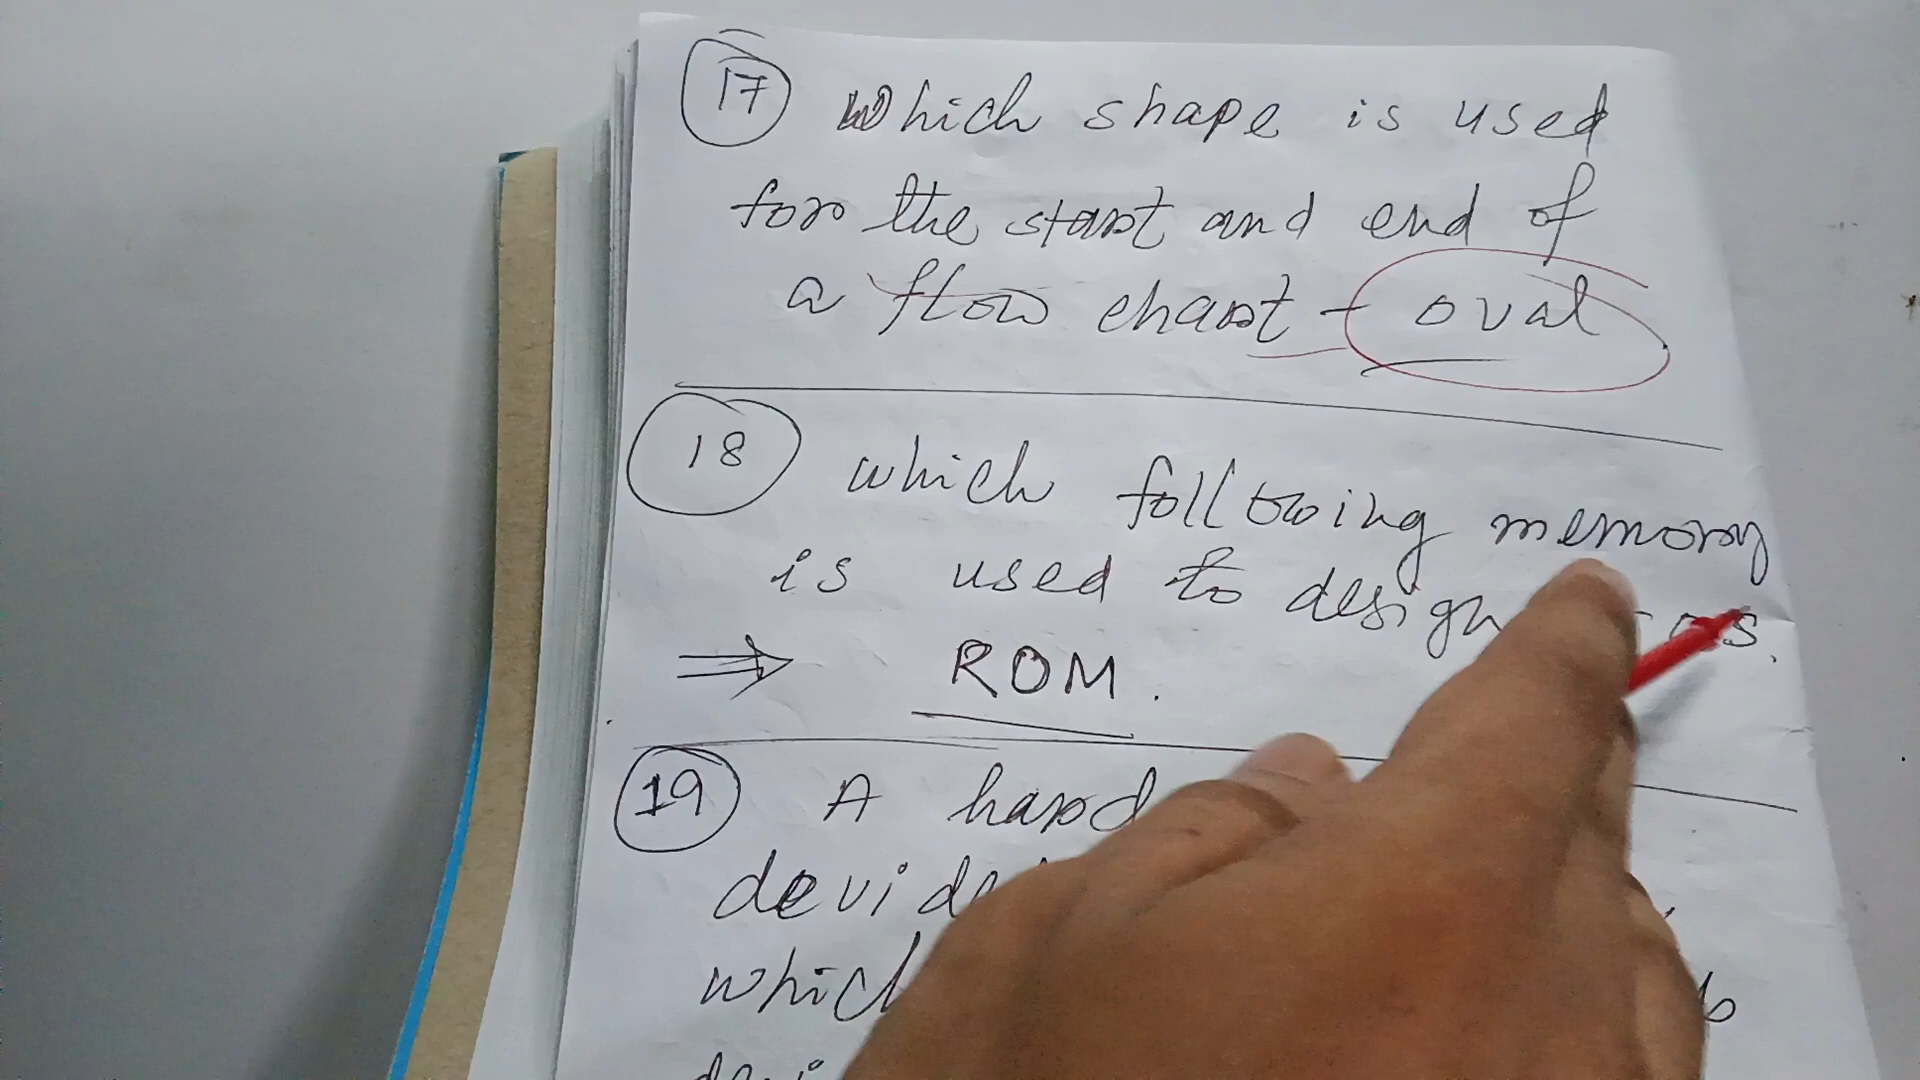 17 Which shape is used
for the start and end of
a flow chart - oval
18 which following memory
is used to design
⇒ ROM.
19 A hard
devide
which